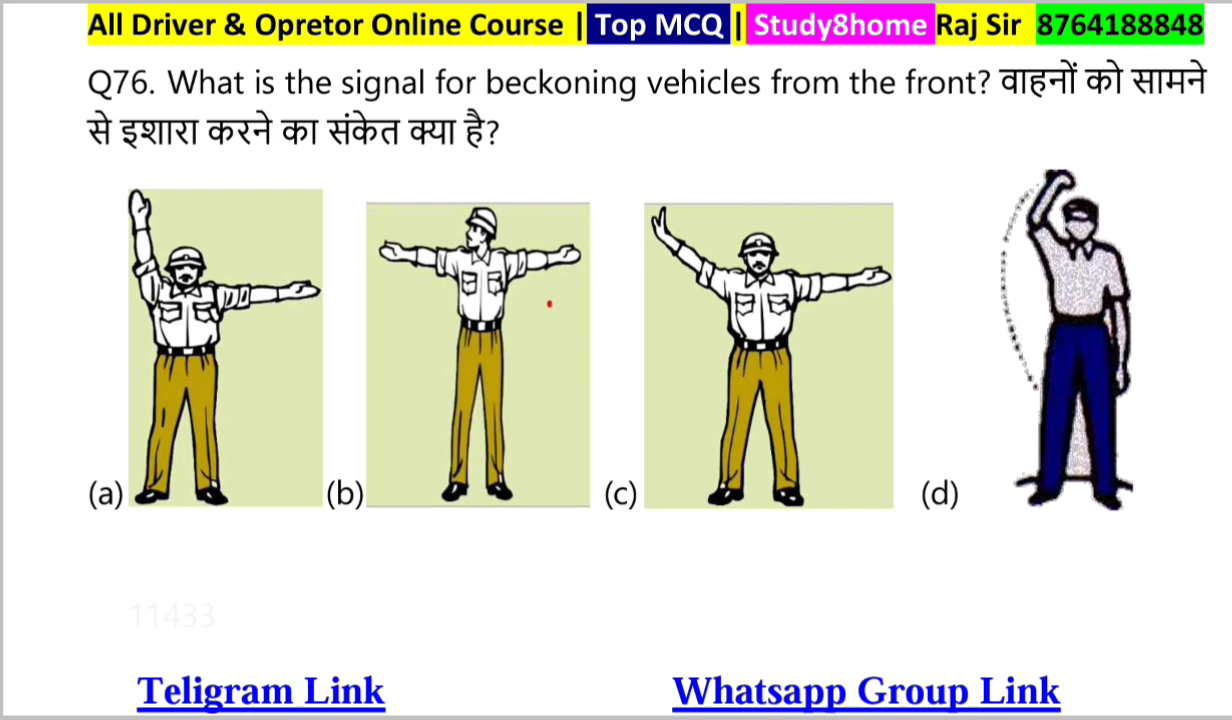 All Driver & Opretor Online Course | Top MCQ | Study8home Raj Sir 8764188848
Q76. What is the signal for beckoning vehicles from the front? वाहनों को सामने
से इशारा करने का संकेत क्या है?
(a) (b) (c) (d)
11433
Teligram Link Whatsapp Group Link